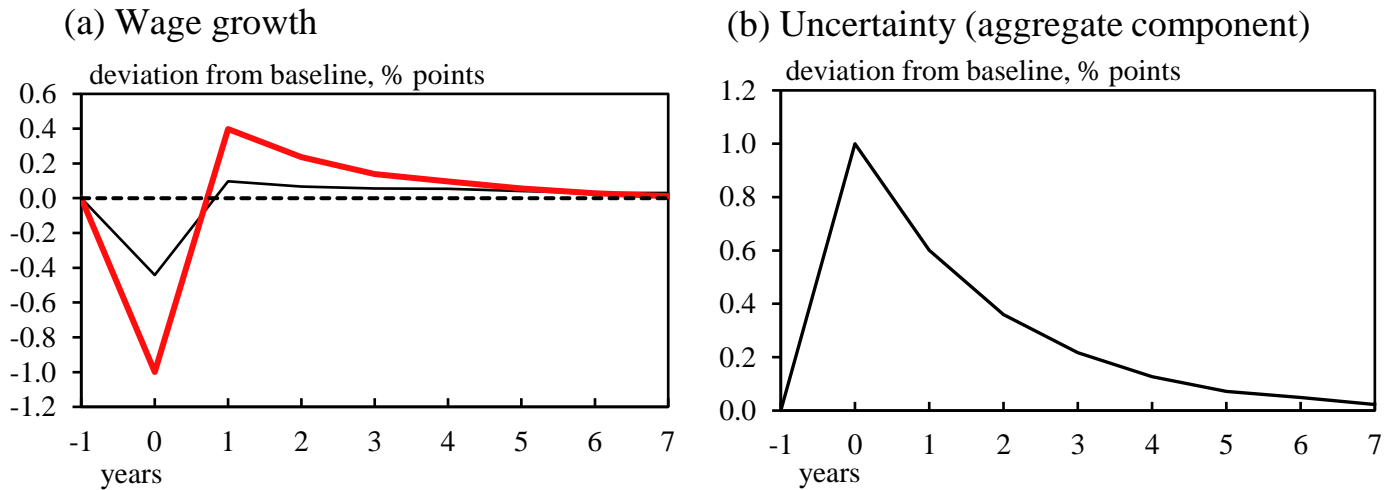 (a) Wage growth
deviation from baseline, % points
0.6
0.4
0.2
0.0
-0.2
-0.4
-0.6
-0.8
-1.0
-1.2
-1 0 1 2 3 4 5 6 7
years
(b) Uncertainty (aggregate component)
deviation from baseline, % points
1.2
1.0
0.8
0.6
0.4
0.2
0.0
-1 0 1 2 3 4 5 6 7
years